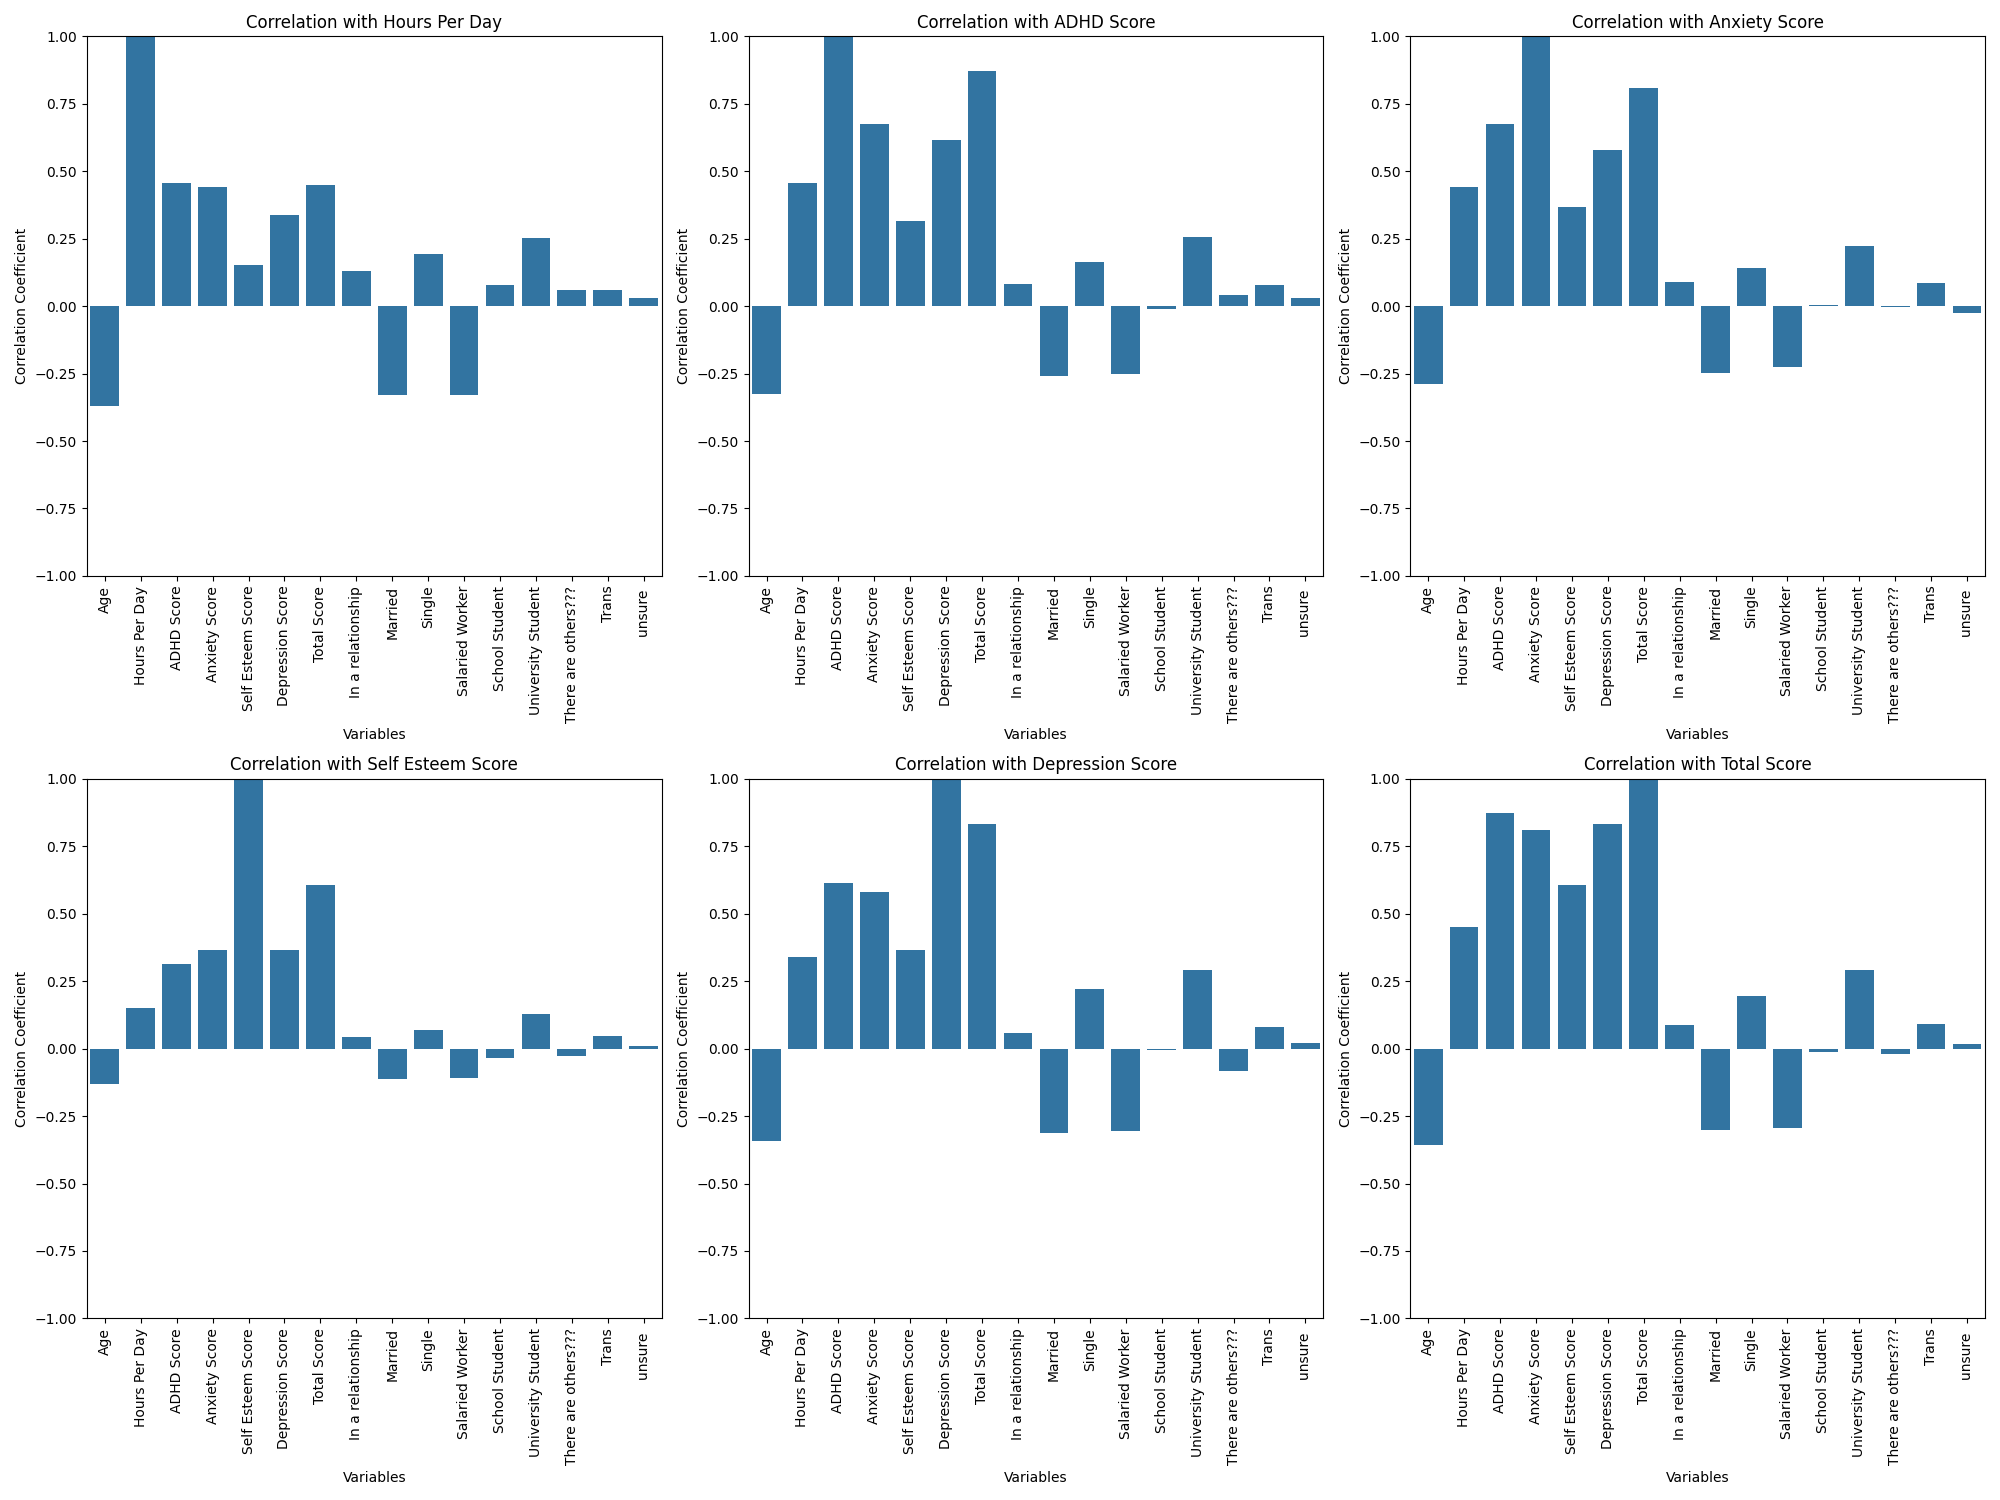 Correlation with Hours Per Day
Correlation Coefficient
1.00
0.75
0.50
0.25
0.00
−0.25
−0.50
−0.75
−1.00
Age
Hours Per Day
ADHD Score
Anxiety Score
Self Esteem Score
Depression Score
Total Score
In a relationship
Married
Single
Salaried Worker
School Student
University Student
There are others???
Trans
unsure
Variables
Correlation with ADHD Score
Correlation Coefficient
1.00
0.75
0.50
0.25
0.00
−0.25
−0.50
−0.75
−1.00
Age
Hours Per Day
ADHD Score
Anxiety Score
Self Esteem Score
Depression Score
Total Score
In a relationship
Married
Single
Salaried Worker
School Student
University Student
There are others???
Trans
unsure
Variables
Correlation with Anxiety Score
Correlation Coefficient
1.00
0.75
0.50
0.25
0.00
−0.25
−0.50
−0.75
−1.00
Age
Hours Per Day
ADHD Score
Anxiety Score
Self Esteem Score
Depression Score
Total Score
In a relationship
Married
Single
Salaried Worker
School Student
University Student
There are others???
Trans
unsure
Variables
Correlation with Self Esteem Score
Correlation Coefficient
1.00
0.75
0.50
0.25
0.00
−0.25
−0.50
−0.75
−1.00
Age
Hours Per Day
ADHD Score
Anxiety Score
Self Esteem Score
Depression Score
Total Score
In a relationship
Married
Single
Salaried Worker
School Student
University Student
There are others???
Trans
unsure
Variables
Correlation with Depression Score
Correlation Coefficient
1.00
0.75
0.50
0.25
0.00
−0.25
−0.50
−0.75
−1.00
Age
Hours Per Day
ADHD Score
Anxiety Score
Self Esteem Score
Depression Score
Total Score
In a relationship
Married
Single
Salaried Worker
School Student
University Student
There are others???
Trans
unsure
Variables
Correlation with Total Score
Correlation Coefficient
1.00
0.75
0.50
0.25
0.00
−0.25
−0.50
−0.75
−1.00
Age
Hours Per Day
ADHD Score
Anxiety Score
Self Esteem Score
Depression Score
Total Score
In a relationship
Married
Single
Salaried Worker
School Student
University Student
There are others???
Trans
unsure
Variables